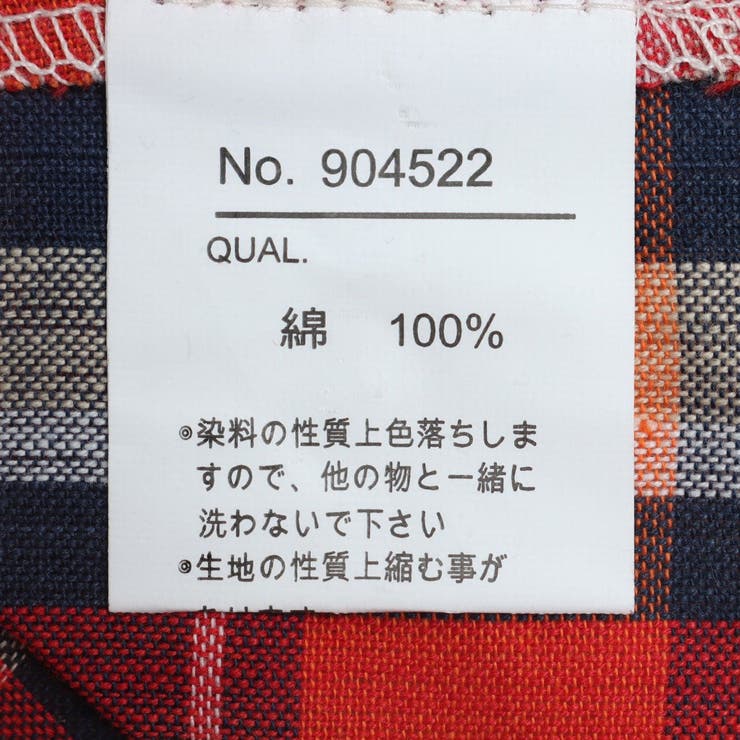 No. 904522
QUAL.
綿 100%
◎染料の性質上色落ちしま
すので、他の物と一緒に
洗わないで下さい
◎生地の性質上縮む事が